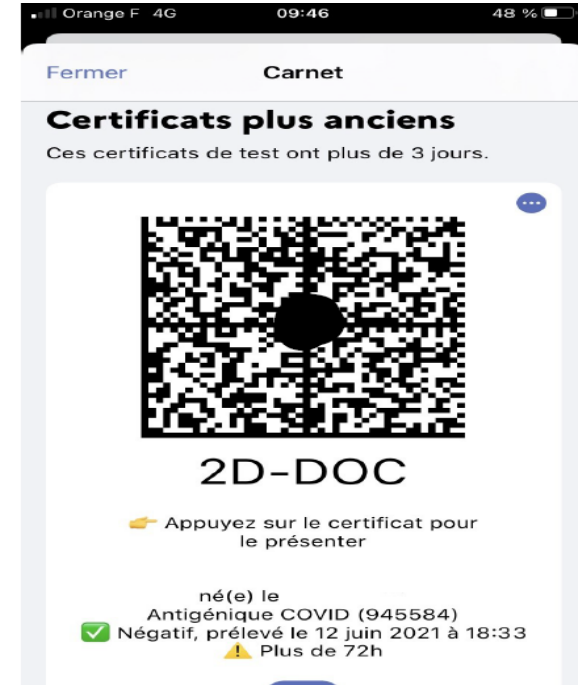 Orange F 4G 09:46 48 %
Fermer Carnet
Certificats plus anciens
Ces certificats de test ont plus de 3 jours.
2D-DOC
👉 Appuyez sur le certificat pour
le présenter
né(e) le
Antigénique COVID (945584)
✅ Négatif, prélevé le 12 juin 2021 à 18:33
⚠️ Plus de 72h